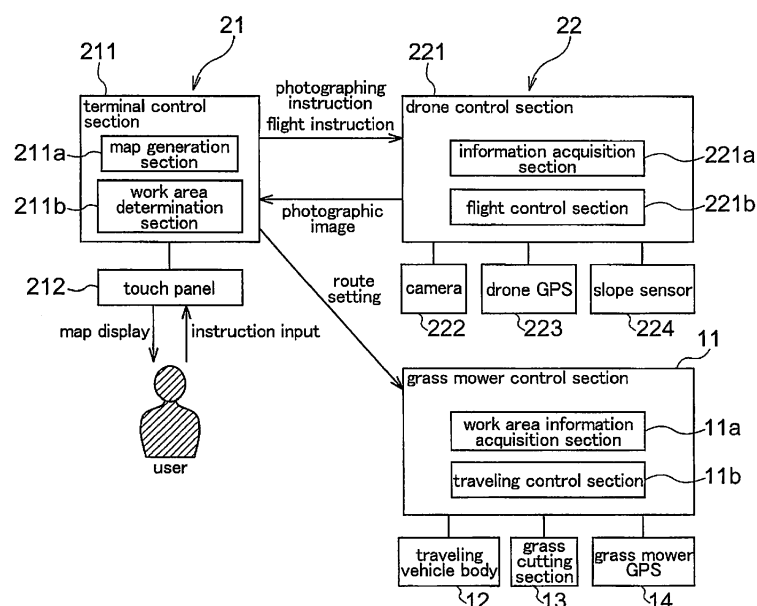 21
22
211
221
terminal control
section
211a
map generation
section
211b
work area
determination
section
photographing
instruction
flight instruction
photographic
image
drone control section
information acquisition
section
221a
flight control section
221b
212
touch panel
route
setting
camera
222
drone GPS
223
slope sensor
224
map display
instruction input
user
11
grass mower control section
work area information
acquisition section
11a
traveling control section
11b
traveling
vehicle body
12
grass
cutting
section
13
grass mower
GPS
14